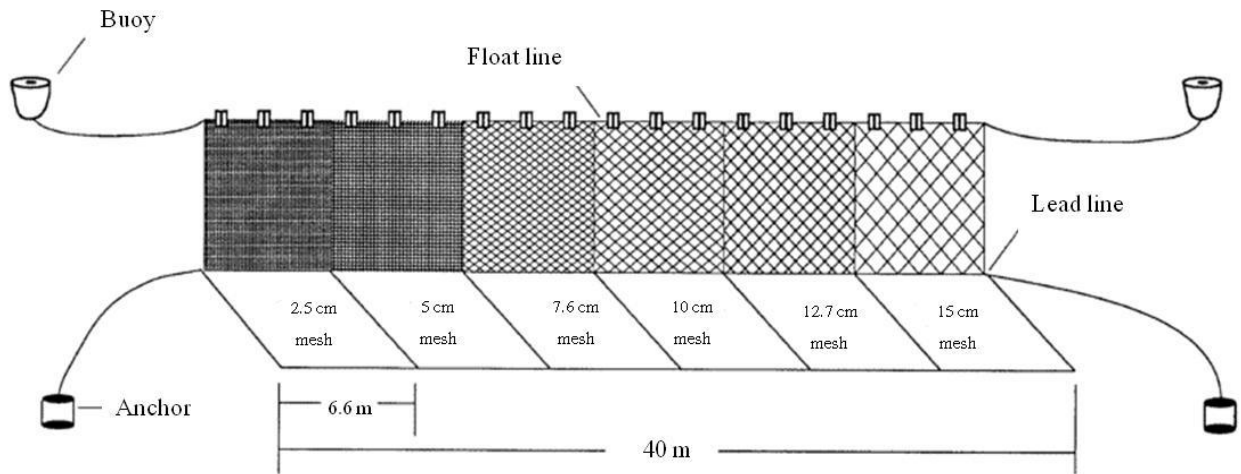 Buoy
Float line
Lead line
2.5 cm
mesh
5 cm
mesh
7.6 cm
mesh
10 cm
mesh
12.7 cm
mesh
15 cm
mesh
Anchor
6.6 m
40 m